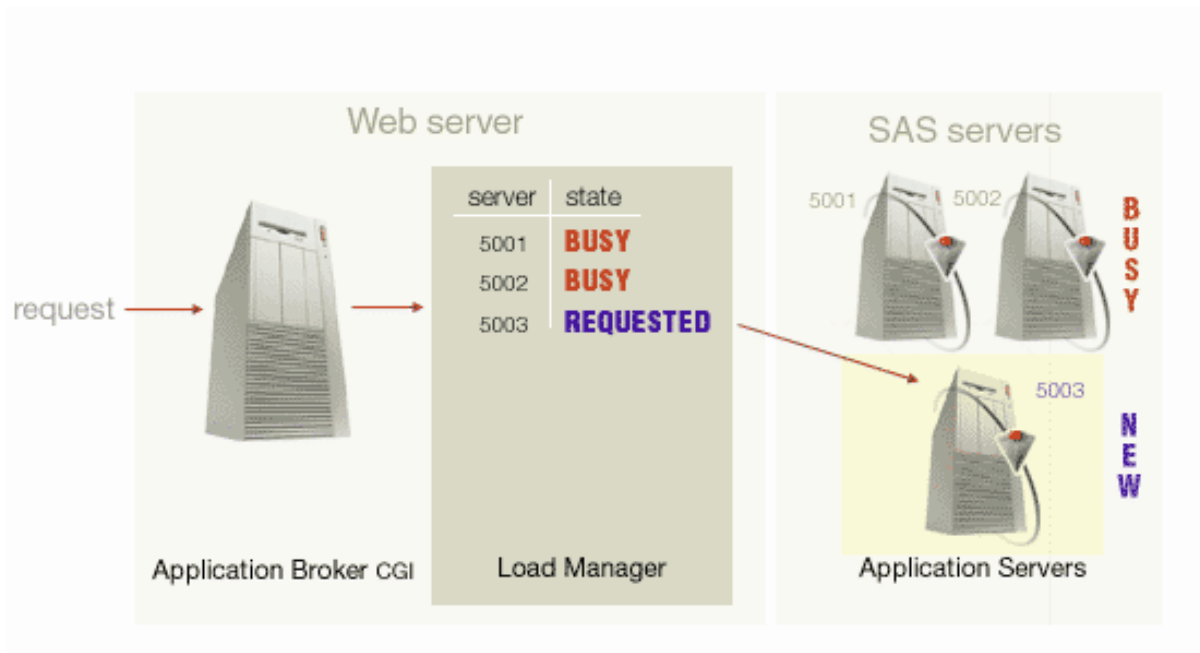 Web server
SAS servers
server state
5001 BUSY
5002 BUSY
5003 REQUESTED
request
5001
5002
BUSY
5003
NEW
Application Broker CGI
Load Manager
Application Servers